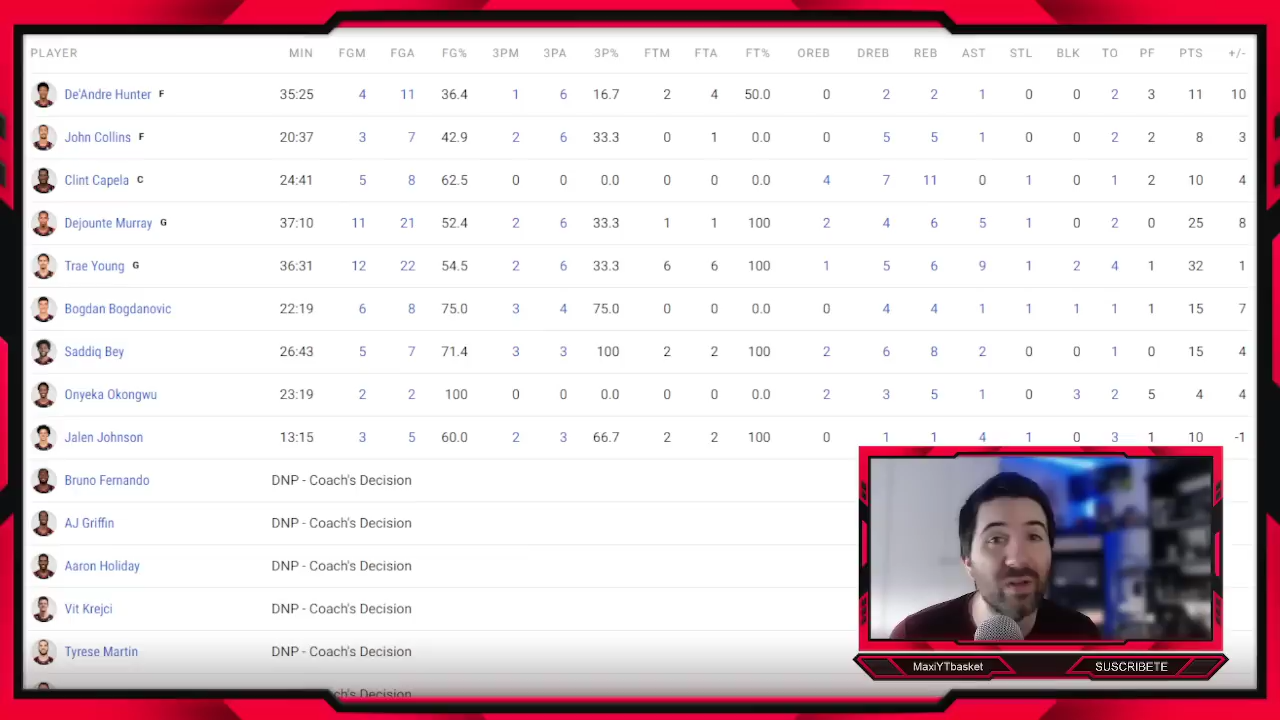 PLAYER MIN FGM FGA FG% 3PM 3PA 3P% FTM FTA FT% OREB DREB REB AST STL BLK TO PF PTS +/-
De'Andre Hunter F 35:25 4 11 36.4 1 6 16.7 2 4 50.0 0 2 2 1 0 0 2 3 11 10
John Collins F 20:37 3 7 42.9 2 6 33.3 0 1 0.0 0 5 5 1 0 0 2 2 8 3
Clint Capela C 24:41 5 8 62.5 0 0 0.0 0 0 0.0 4 7 11 0 1 0 1 2 10 4
Dejounte Murray G 37:10 11 21 52.4 2 6 33.3 1 1 100 2 4 6 5 1 0 2 0 25 8
Trae Young G 36:31 12 22 54.5 2 6 33.3 6 6 100 1 5 6 9 1 2 4 1 32 1
Bogdan Bogdanovic 22:19 6 8 75.0 3 4 75.0 0 0 0.0 0 4 4 1 1 1 1 1 15 7
Saddiq Bey 26:43 5 7 71.4 3 3 100 2 2 100 2 6 8 2 0 0 1 0 15 4
Onyeka Okongwu 23:19 2 2 100 0 0 0.0 0 0 0.0 2 3 5 1 0 3 2 5 4 4
Jalen Johnson 13:15 3 5 60.0 2 3 66.7 2 2 100 0 1 1 4 1 0 3 1 10 -1
Bruno Fernando DNP - Coach's Decision
AJ Griffin DNP - Coach's Decision
Aaron Holiday DNP - Coach's Decision
Vit Krejci DNP - Coach's Decision
Tyrese Martin DNP - Coach's Decision
DNP - Coach's Decision
MaxiYTbasket SUSCRIBETE